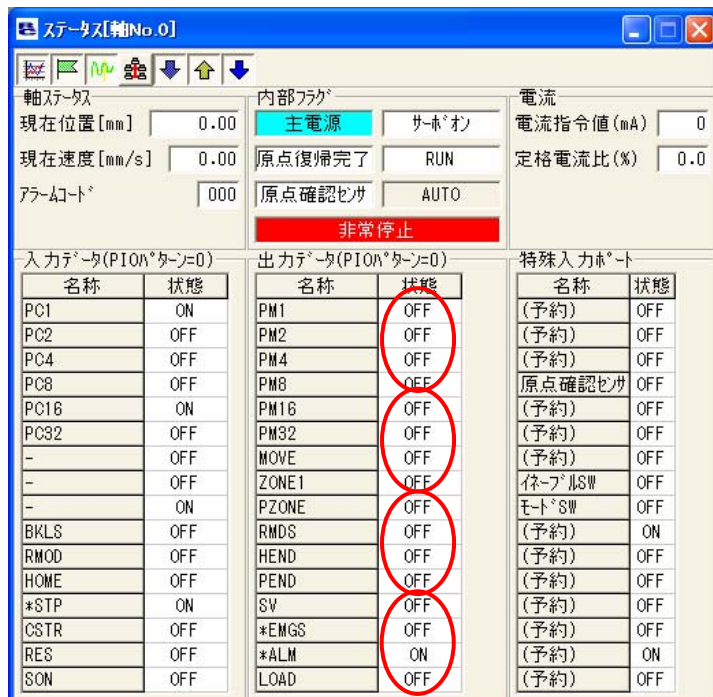 ステータス[軸No.0]
軸ステータス 内部フラグ 電流
現在位置[mm] 0.00 主電源 サーボオン 電流指令値(mA) 0
現在速度[mm/s] 0.00 原点復帰完了 RUN 定格電流比(%) 0.0
アラームコード 000 原点確認センサ AUTO
非常停止
入力データ(PIOパターン=0) 出力データ(PIOパターン=0) 特殊入力ポート
名称 状態 名称 状態 名称 状態
PC1 ON PM1 OFF (予約) OFF
PC2 OFF PM2 OFF (予約) OFF
PC4 OFF PM4 OFF (予約) OFF
PC8 OFF PM8 OFF 原点確認センサ OFF
PC16 ON PM16 OFF (予約) OFF
PC32 OFF PM32 OFF (予約) OFF
- OFF MOVE OFF (予約) OFF
- OFF ZONE1 OFF イネーブルSW OFF
- ON PZONE OFF モードSW OFF
BKLS OFF RMDS OFF (予約) ON
RMOD OFF HEND OFF (予約) OFF
HOME OFF PEND OFF (予約) OFF
*STP ON SV OFF (予約) OFF
CSTR OFF *EMGS OFF (予約) OFF
RES OFF *ALM ON (予約) ON
SON OFF LOAD OFF (予約) OFF